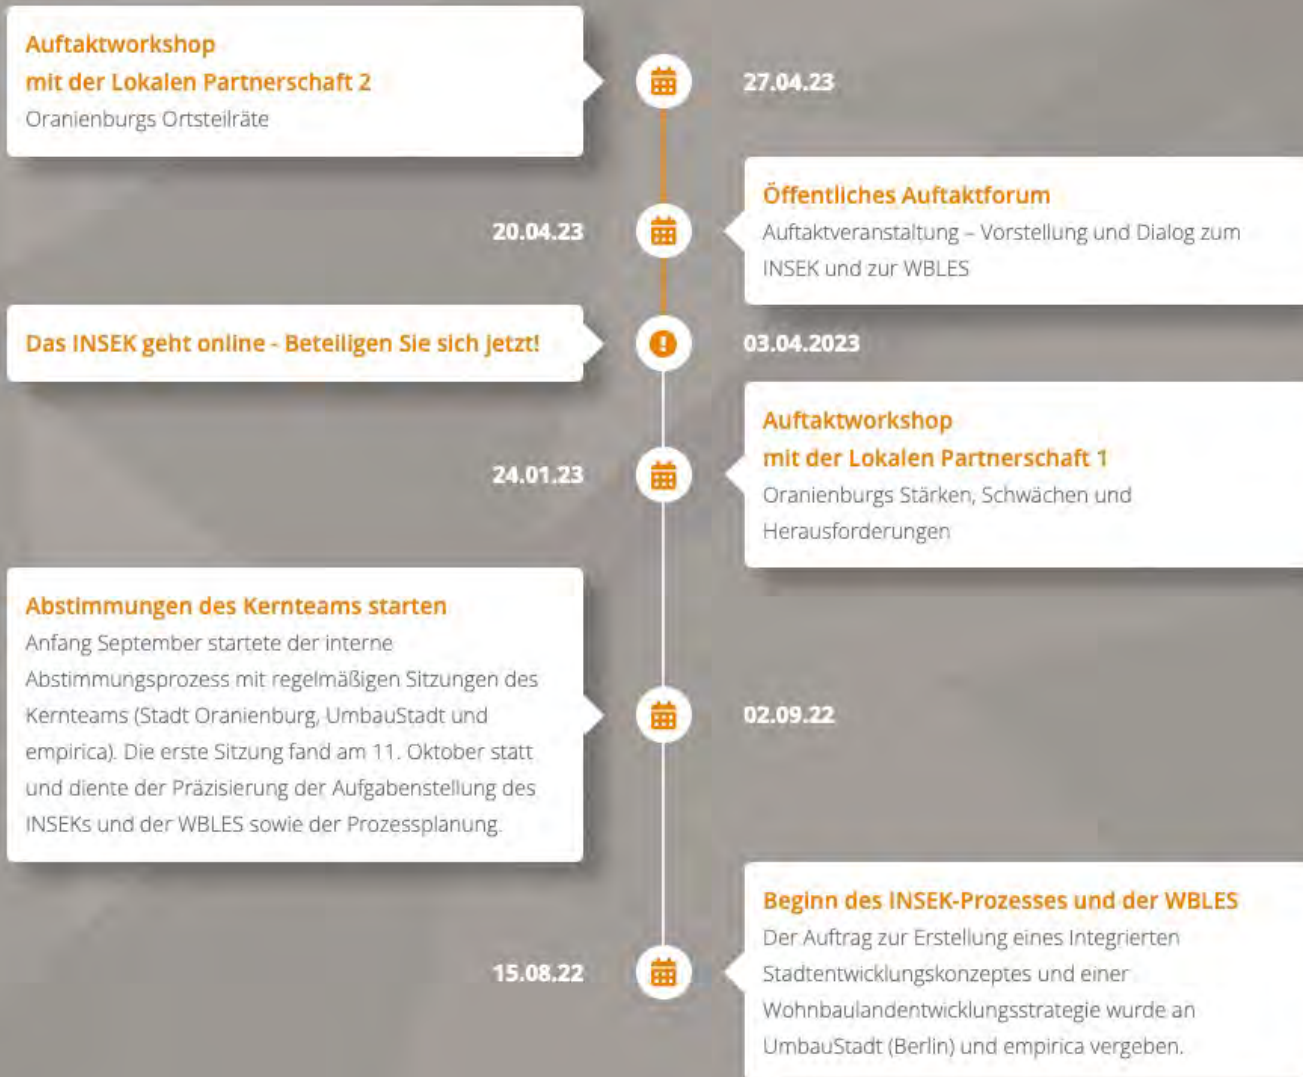 Auftaktworkshop
mit der Lokalen Partnerschaft 2
Oranienburgs Ortsteilräte
27.04.23
20.04.23
Öffentliches Auftaktforum
Auftaktveranstaltung – Vorstellung und Dialog zum
INSEK und zur WBLES
Das INSEK geht online - Beteiligen Sie sich jetzt!
03.04.2023
24.01.23
Auftaktworkshop
mit der Lokalen Partnerschaft 1
Oranienburgs Stärken, Schwächen und
Herausforderungen
Abstimmungen des Kernteams starten
Anfang September startete der interne
Abstimmungsprozess mit regelmäßigen Sitzungen des
Kernteams (Stadt Oranienburg, UmbauStadt und
empirica). Die erste Sitzung fand am 11. Oktober statt
und diente der Präzisierung der Aufgabenstellung des
INSEKs und der WBLES sowie der Prozessplanung.
02.09.22
15.08.22
Beginn des INSEK-Prozesses und der WBLES
Der Auftrag zur Erstellung eines Integrierten
Stadtentwicklungskonzeptes und einer
Wohnbaulandentwicklungsstrategie wurde an
UmbauStadt (Berlin) und empirica vergeben.